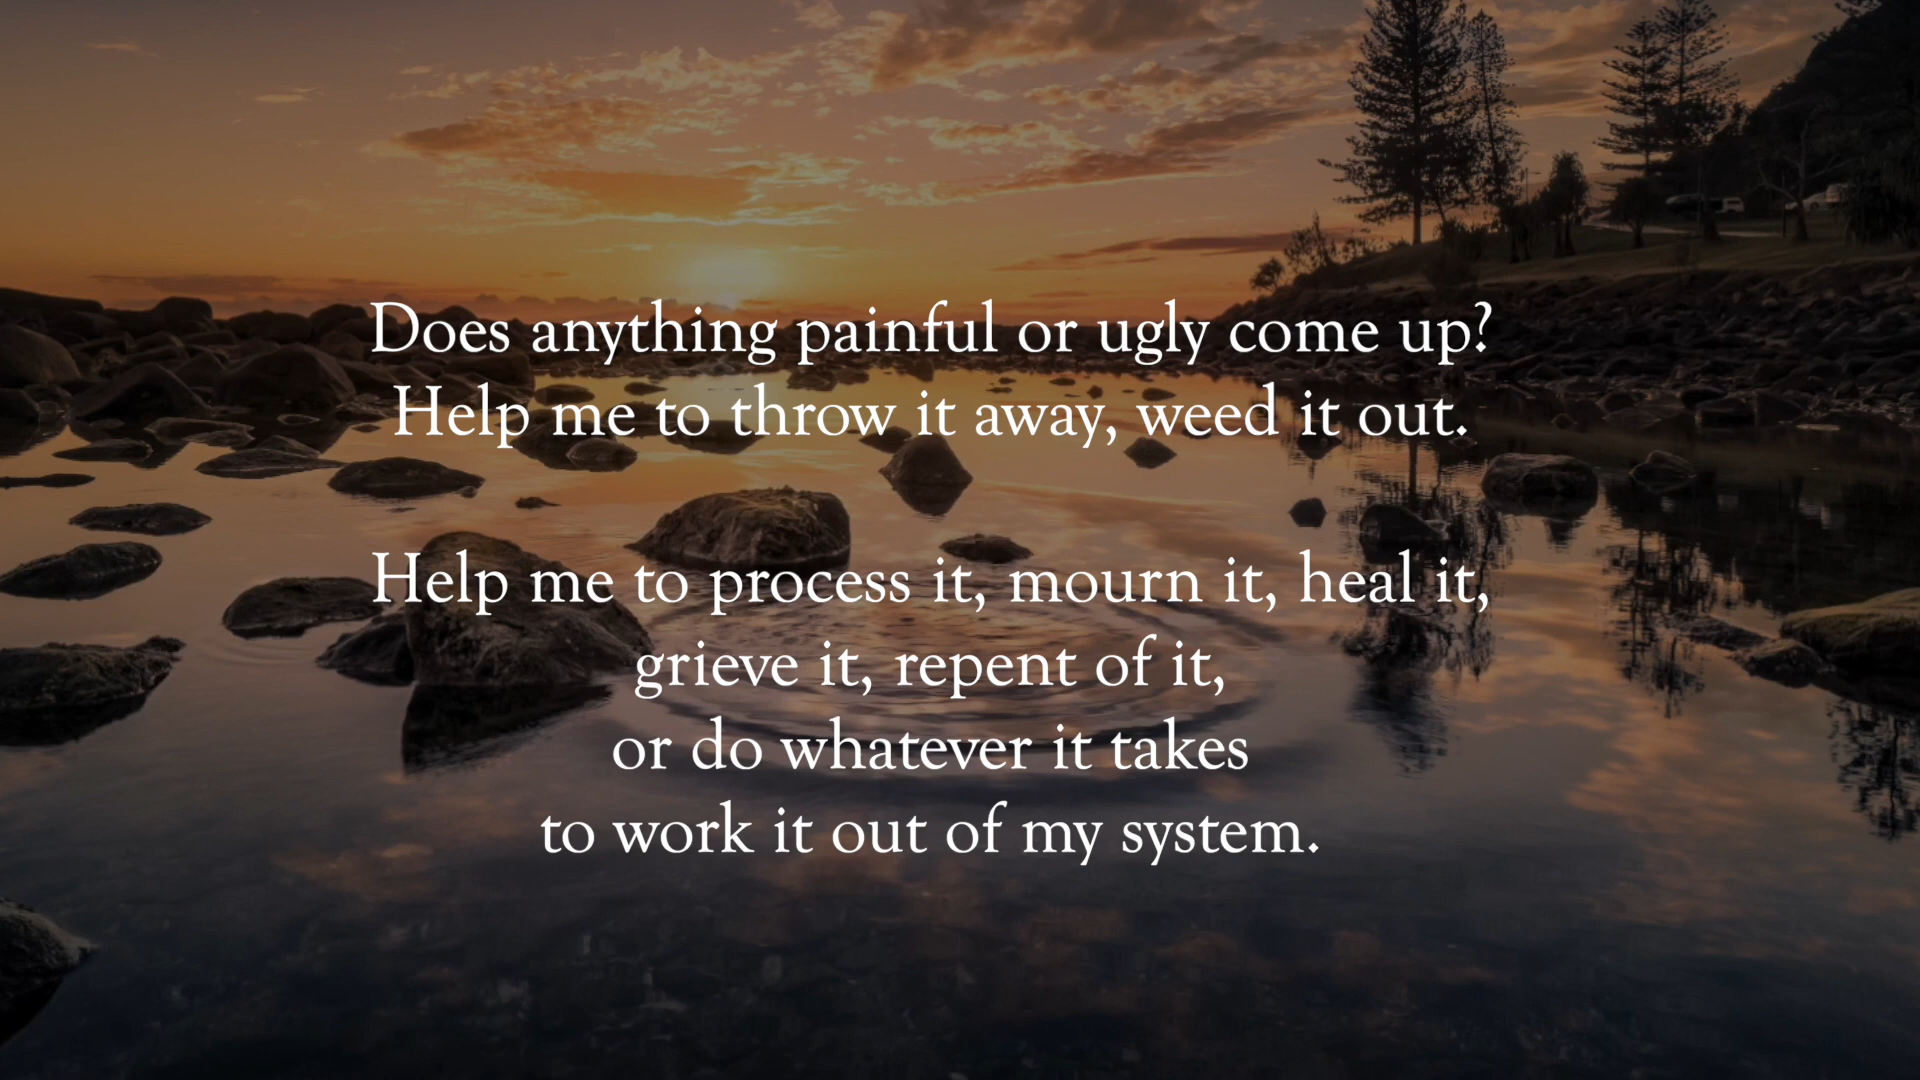 Does anything painful or ugly come up?
Help me to throw it away, weed it out.
Help me to process it, mourn it, heal it,
grieve it, repent of it,
or do whatever it takes
to work it out of my system.